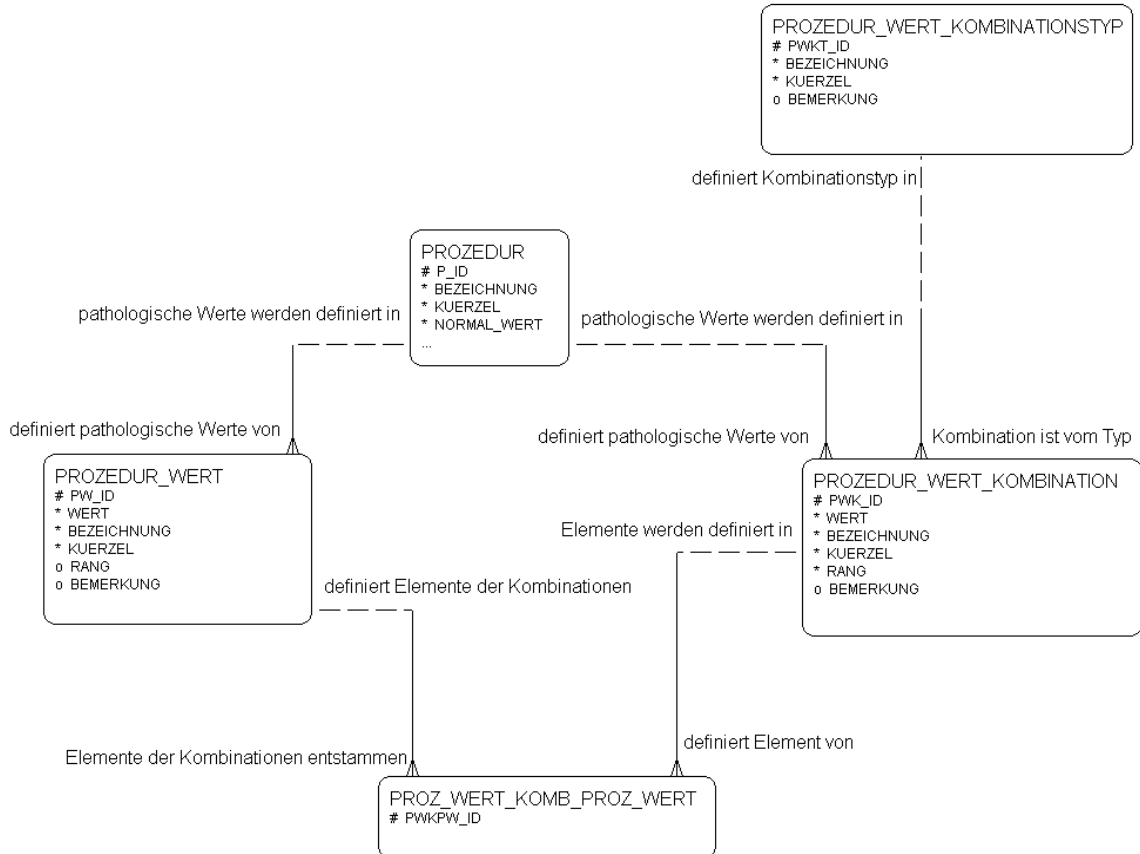 PROZEDUR_WERT_KOMBINATIONSTYP
# PWKT_ID
* BEZEICHNUNG
* KUERZEL
o BEMERKUNG
definiert Kombinationstyp in
PROZEDUR
# P_ID
* BEZEICHNUNG
* KUERZEL
* NORMAL_WERT
...
pathologische Werte werden definiert in
pathologische Werte werden definiert in
definiert pathologische Werte von
definiert pathologische Werte von
Kombination ist vom Typ
PROZEDUR_WERT
# PW_ID
* WERT
* BEZEICHNUNG
* KUERZEL
o RANG
o BEMERKUNG
PROZEDUR_WERT_KOMBINATION
# PWK_ID
* WERT
* BEZEICHNUNG
* KUERZEL
* RANG
o BEMERKUNG
Elemente werden definiert in
definiert Elemente der Kombinationen
definiert Element von
Elemente der Kombinationen entstammen
PROZ_WERT_KOMB_PROZ_WERT
# PWKPW_ID